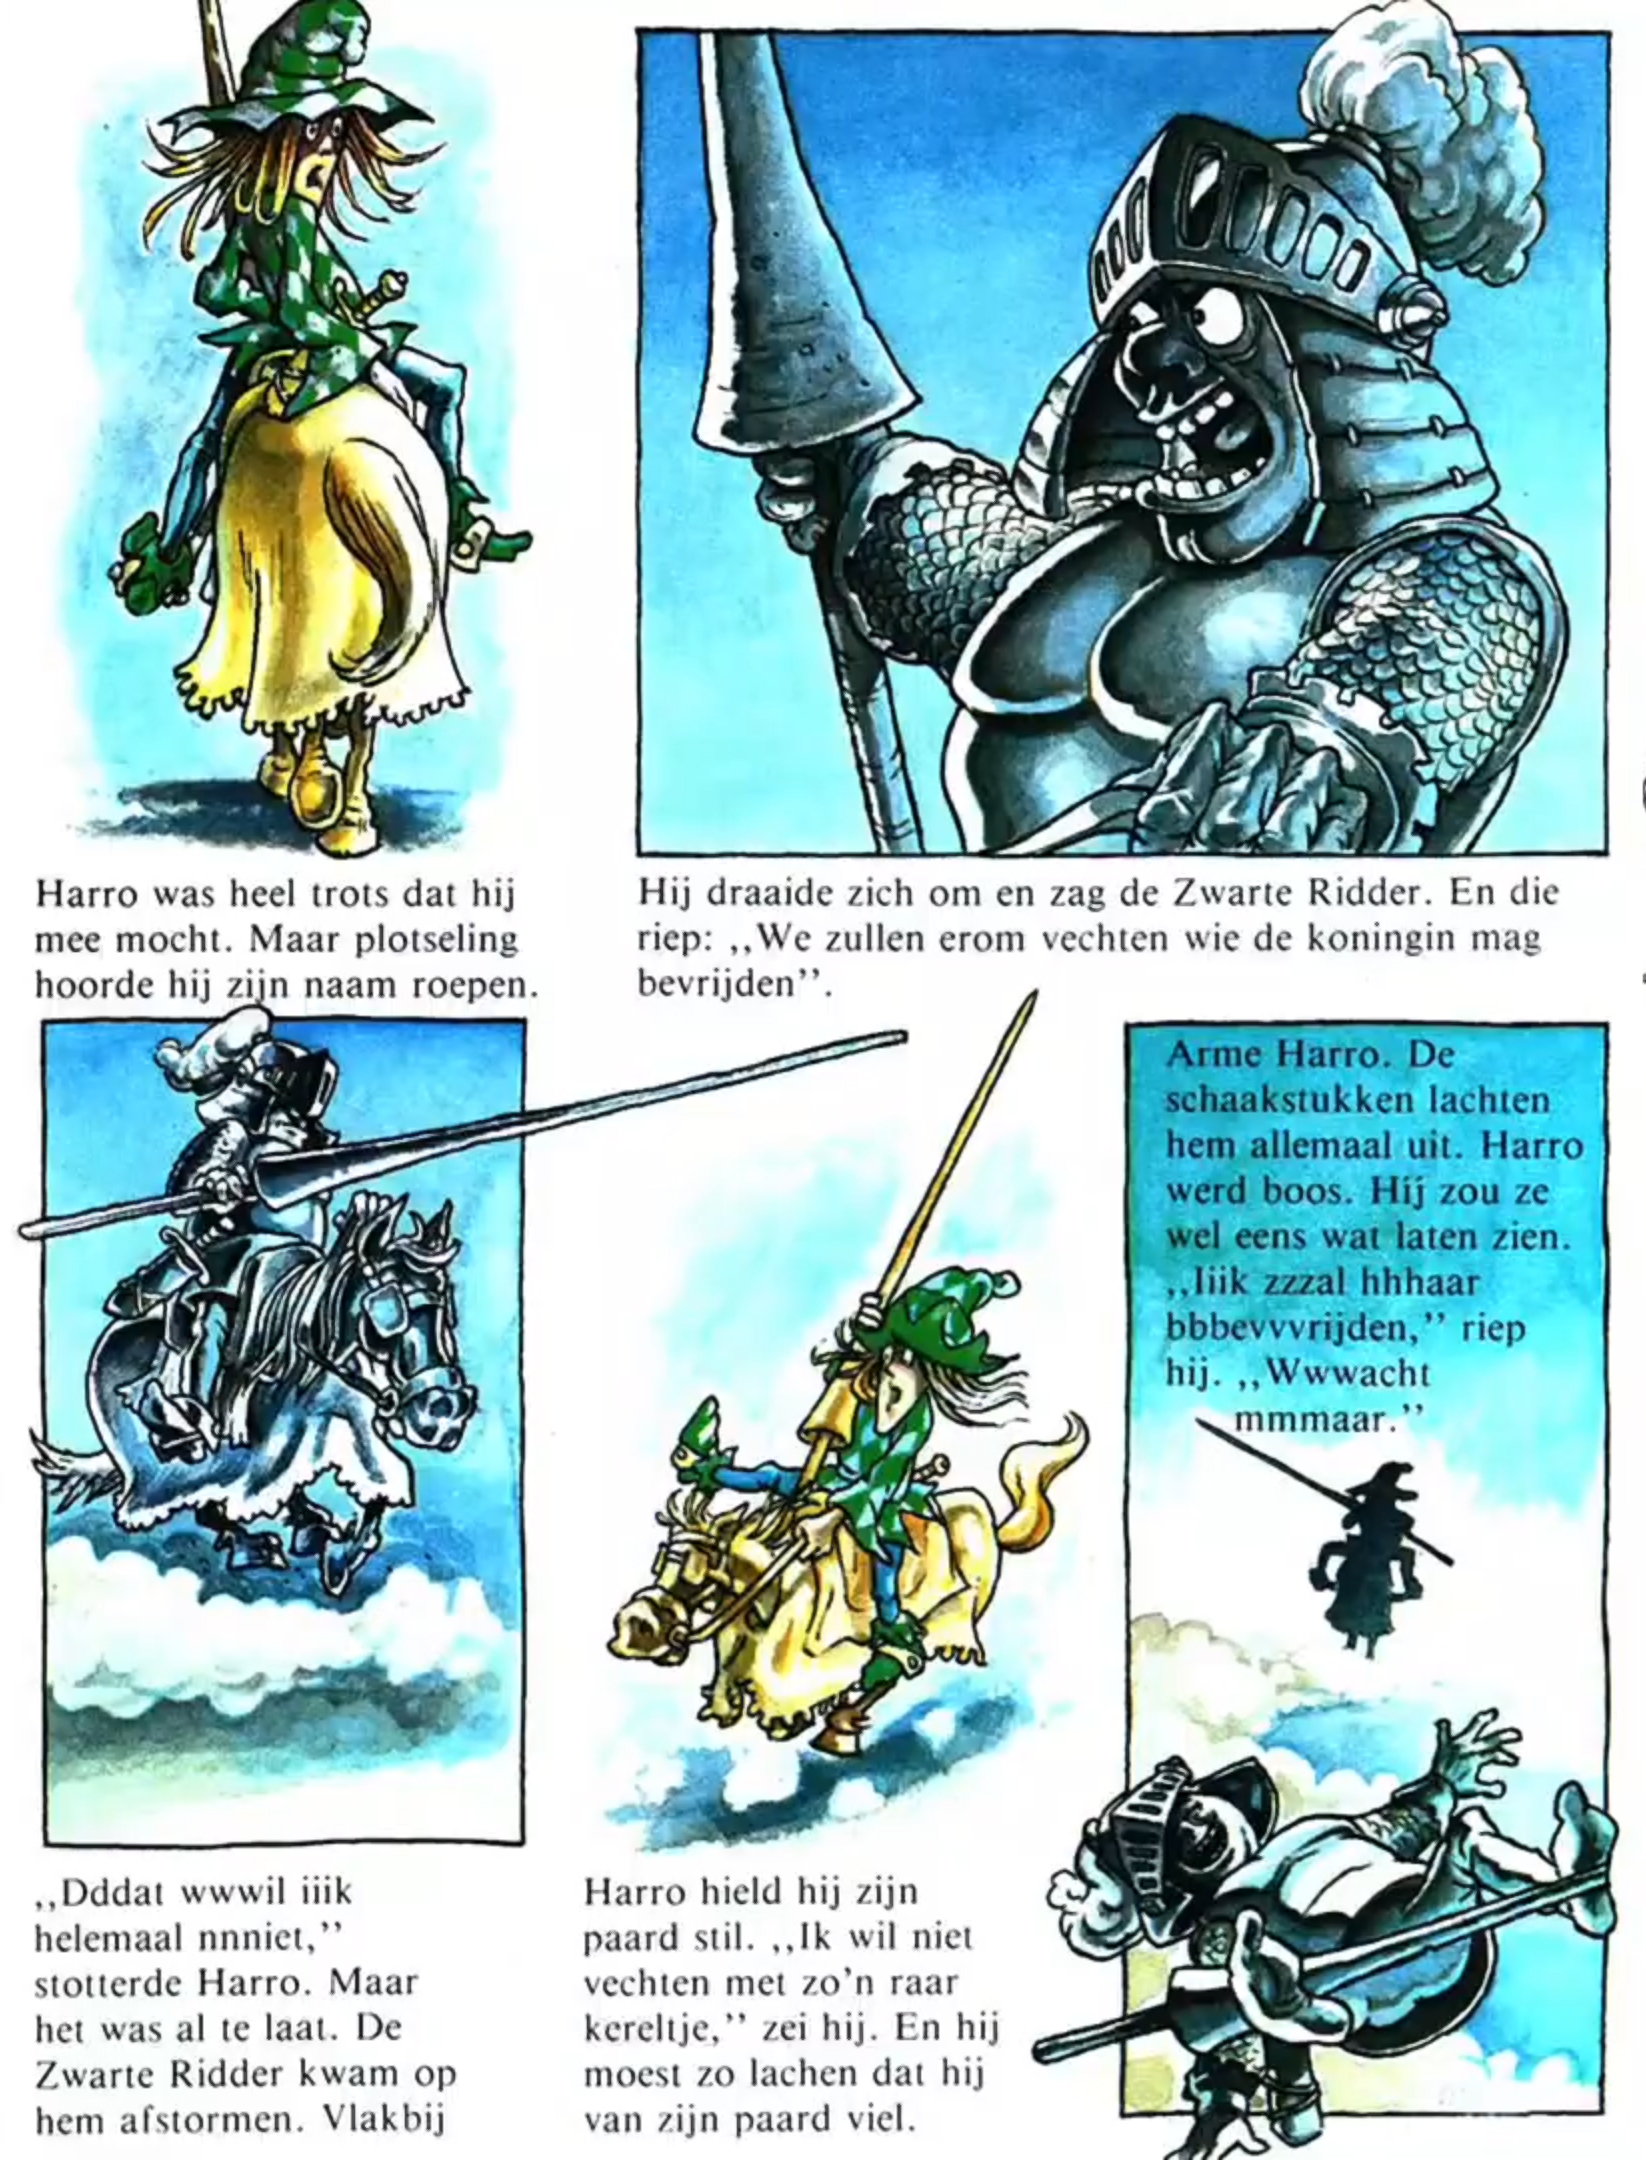 Harro was heel trots dat hij
mee mocht. Maar plotseling
hoorde hij zijn naam roepen.
Hij draaide zich om en zag de Zwarte Ridder. En die
riep: ,,We zullen erom vechten wie de koningin mag
bevrijden’’.
,,Dddat wwwil iiik
helemaal nnniet,’’
stotterde Harro. Maar
het was al te laat. De
Zwarte Ridder kwam op
hem afstormen. Vlakbij
Harro hield hij zijn
paard stil. ,,Ik wil niet
vechten met zo’n raar
kereltje,’’ zei hij. En hij
moest zo lachen dat hij
van zijn paard viel.
Arme Harro. De
schaakstukken lachten
hem allemaal uit. Harro
werd boos. Hij zou ze
wel eens wat laten zien.
,,Iiik zzzal hhhaar
bbbevvvrijden,’’ riep
hij. ,,Wwwacht
mmmaar.’’